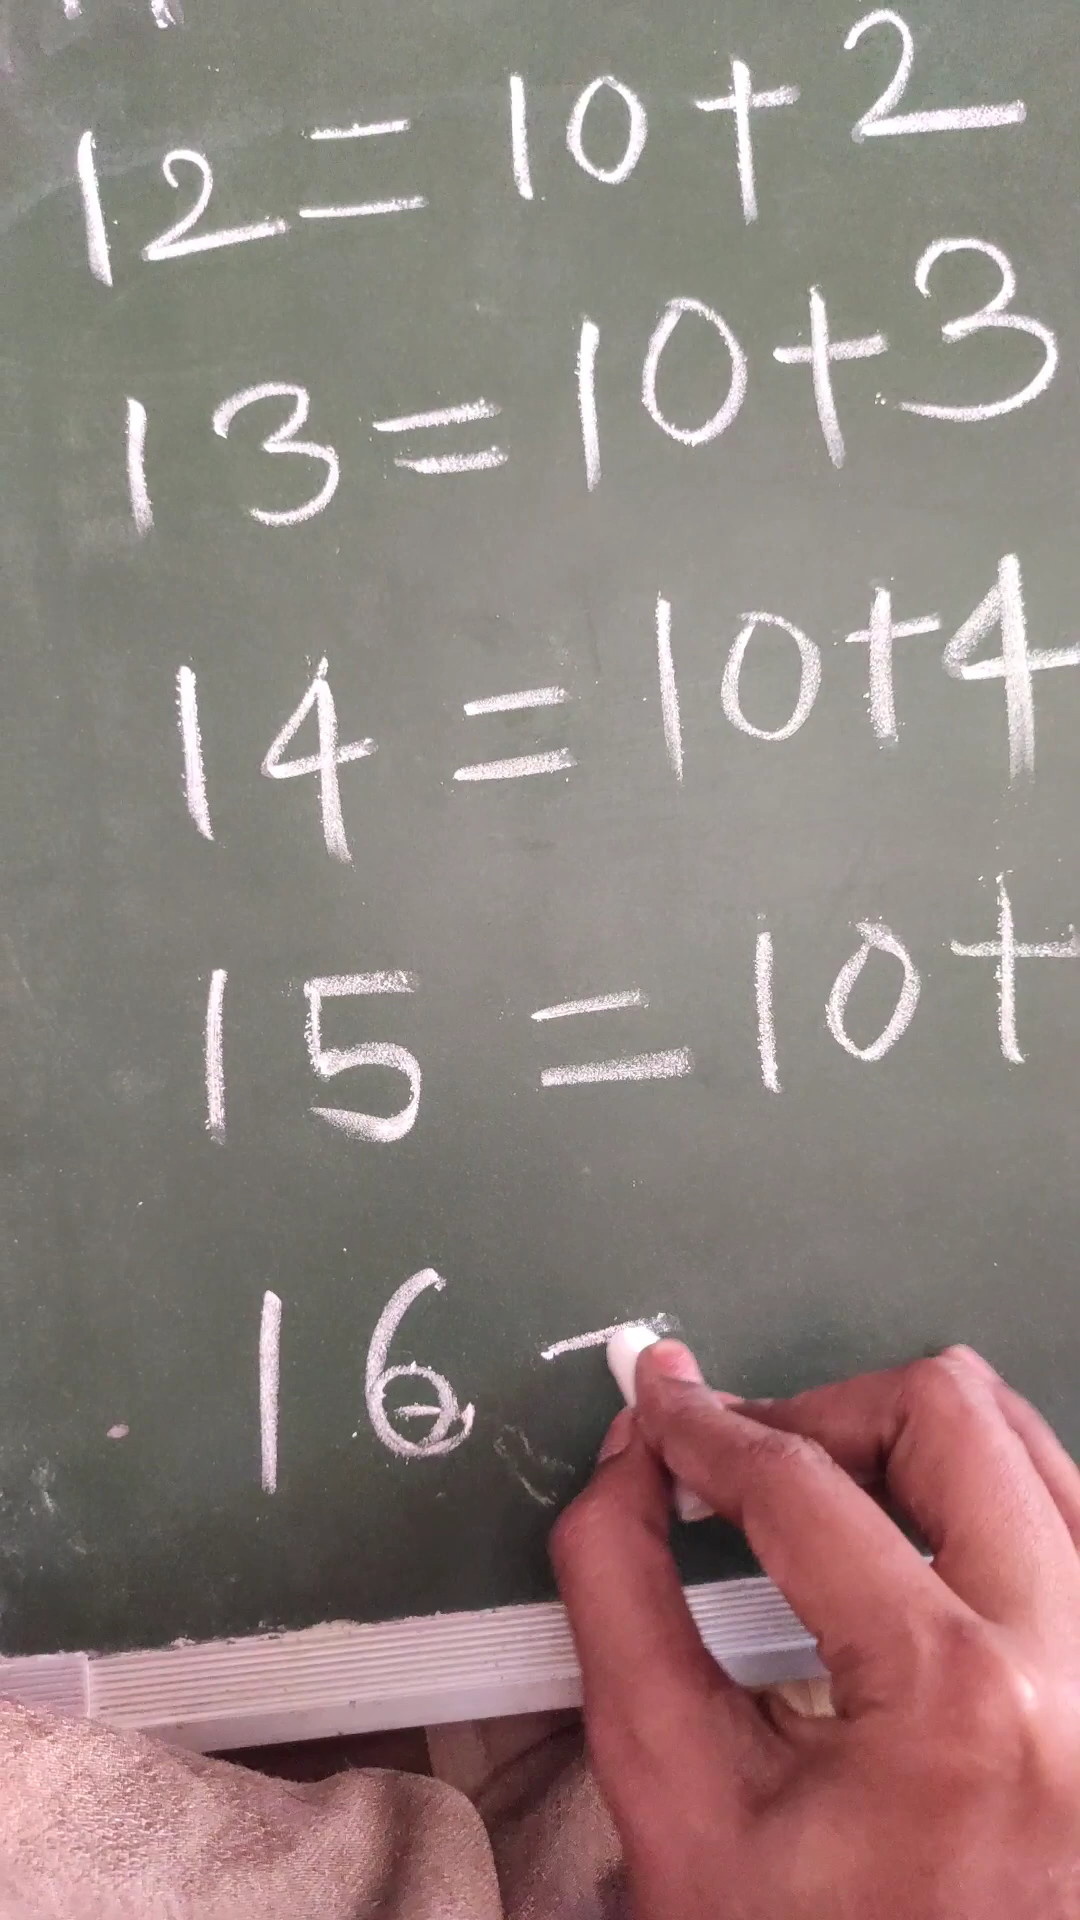 12 = 10 + 2
13 = 10 + 3
14 = 10 + 4
15 = 10 +
16 -